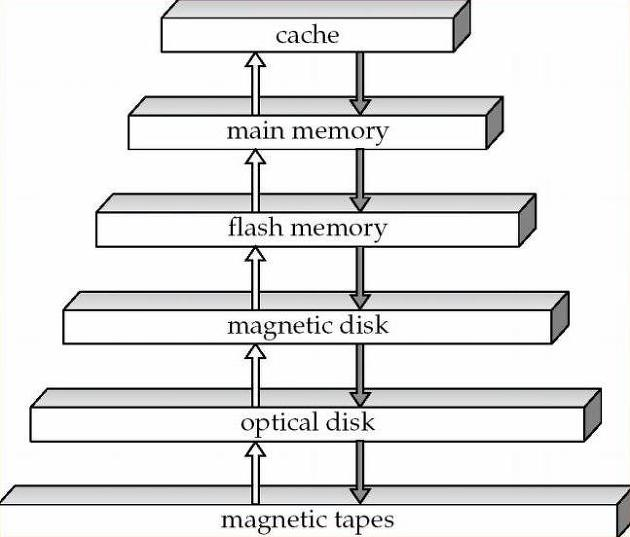 cache
main memory
flash memory
magnetic disk
optical disk
magnetic tapes